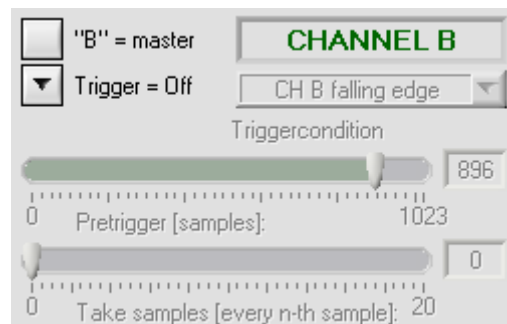 "B" = master CHANNEL B
Trigger = Off CH B falling edge
Triggercondition
896
0 Pretrigger [samples]: 1023
0
0 Take samples [every n-th sample]: 20